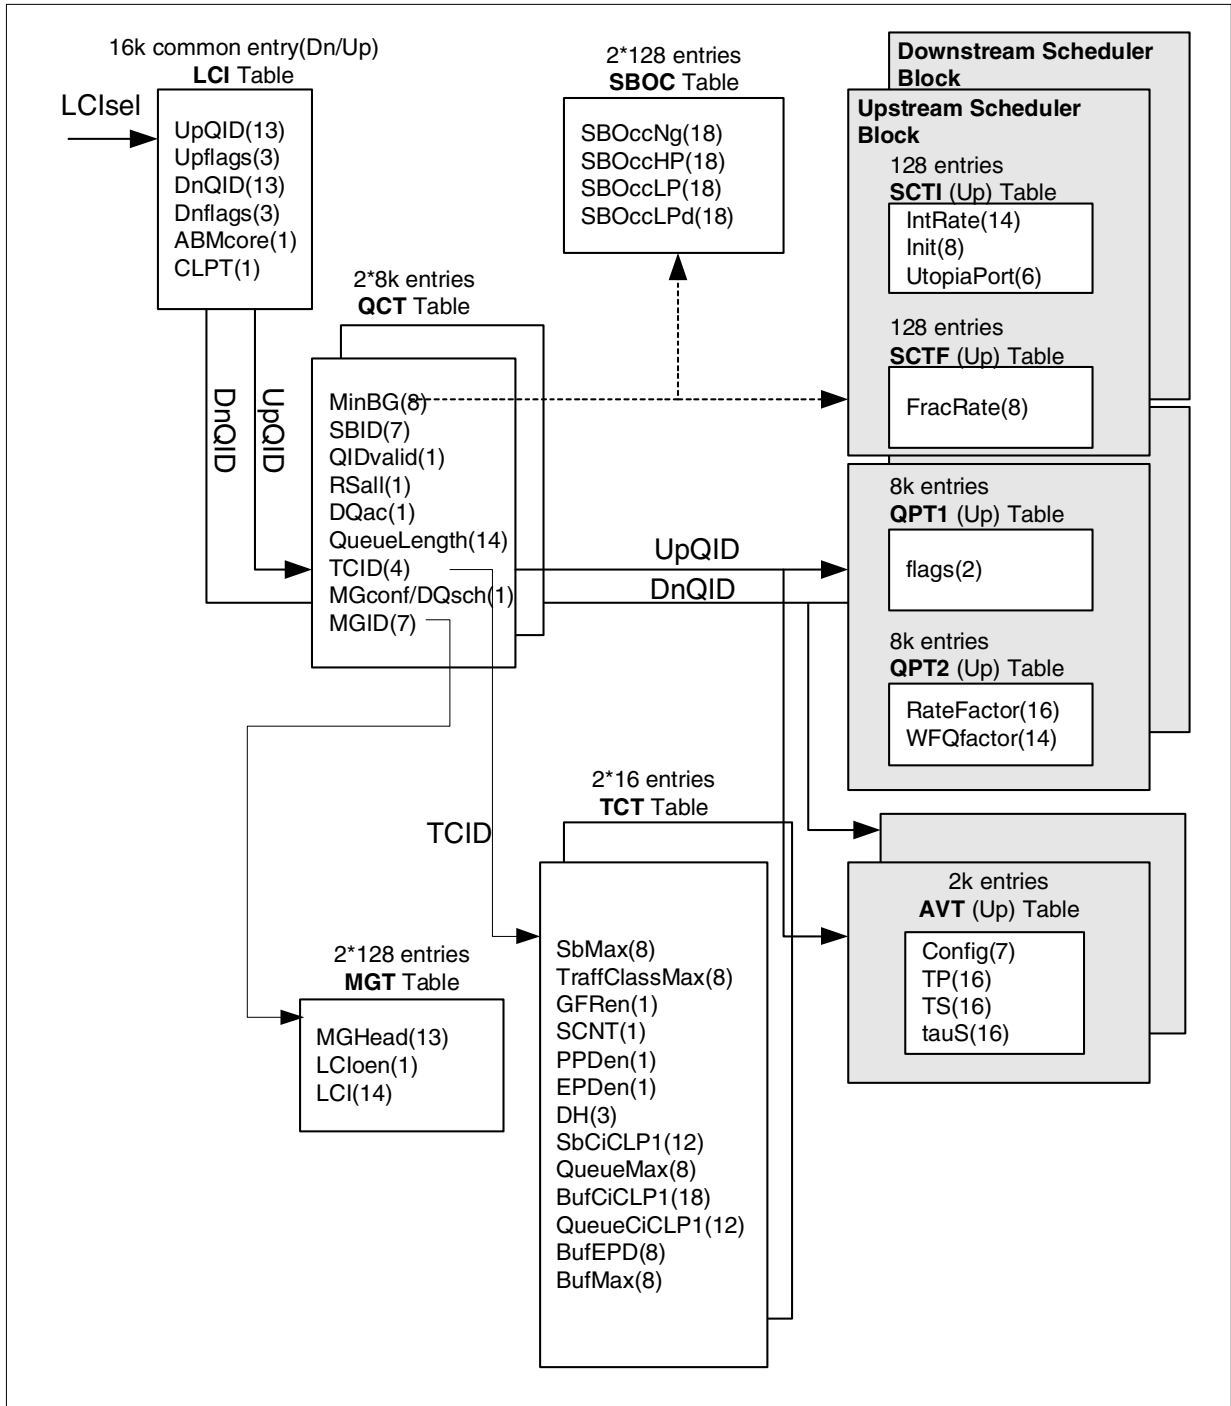 16k common entry(Dn/Up)
LCI Table
LCIsel
UpQID(13)
Upflags(3)
DnQID(13)
Dnflags(3)
ABMcore(1)
CLPT(1)
2*128 entries
SBOC Table
SBOccNg(18)
SBOccHP(18)
SBOccLP(18)
SBOccLPd(18)
Downstream Scheduler
Block
Upstream Scheduler
Block
128 entries
SCTI (Up) Table
IntRate(14)
Init(8)
UtopiaPort(6)
128 entries
SCTF (Up) Table
FracRate(8)
2*8k entries
QCT Table
DnQID
UpQID
MinBG(8)
SBID(7)
QIDvalid(1)
RSall(1)
DQac(1)
QueueLength(14)
TCID(4)
MGconf/DQsch(1)
MGID(7)
UpQID
DnQID
8k entries
QPT1 (Up) Table
flags(2)
8k entries
QPT2 (Up) Table
RateFactor(16)
WFQfactor(14)
2*16 entries
TCT Table
TCID
SbMax(8)
TraffClassMax(8)
GFRen(1)
SCNT(1)
PPDen(1)
EPDen(1)
DH(3)
SbCiCLP1(12)
QueueMax(8)
BufCiCLP1(18)
QueueCiCLP1(12)
BufEPD(8)
BufMax(8)
2k entries
AVT (Up) Table
Config(7)
TP(16)
TS(16)
tauS(16)
2*128 entries
MGT Table
MGHead(13)
LCIoen(1)
LCI(14)